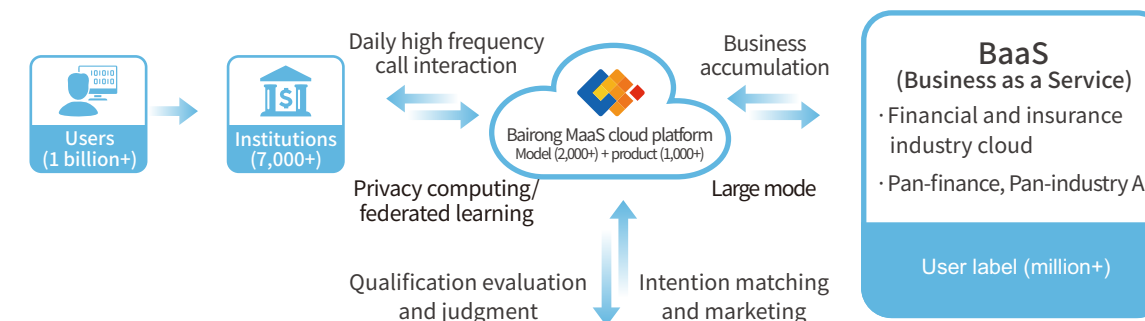 Users
(1 billion+)
Institutions
(7,000+)
Daily high frequency
call interaction
Privacy computing/
federated learning
Bairong MaaS cloud platform
Model (2,000+) + product (1,000+)
Business
accumulation
Large mode
Qualification evaluation
and judgment
Intention matching
and marketing
BaaS
(Business as a Service)
· Financial and insurance
industry cloud
· Pan-finance, Pan-industry A
User label (million+)